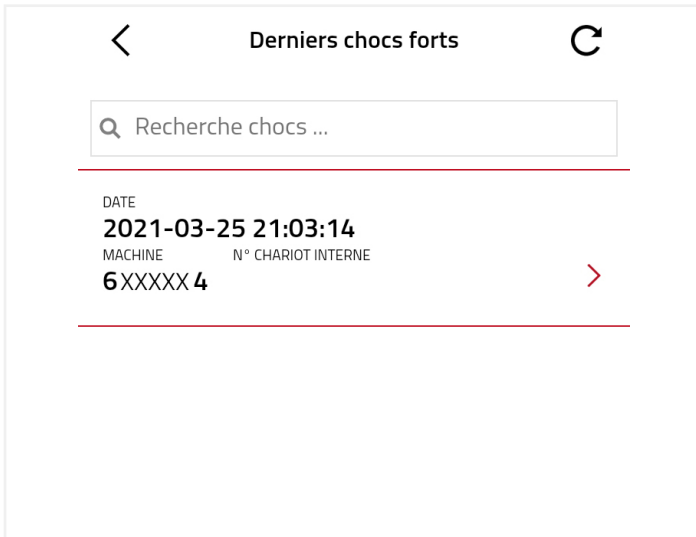 Derniers chocs forts
Recherche chocs ...
DATE
2021-03-25 21:03:14
MACHINE N° CHARIOT INTERNE
6XXXXX4